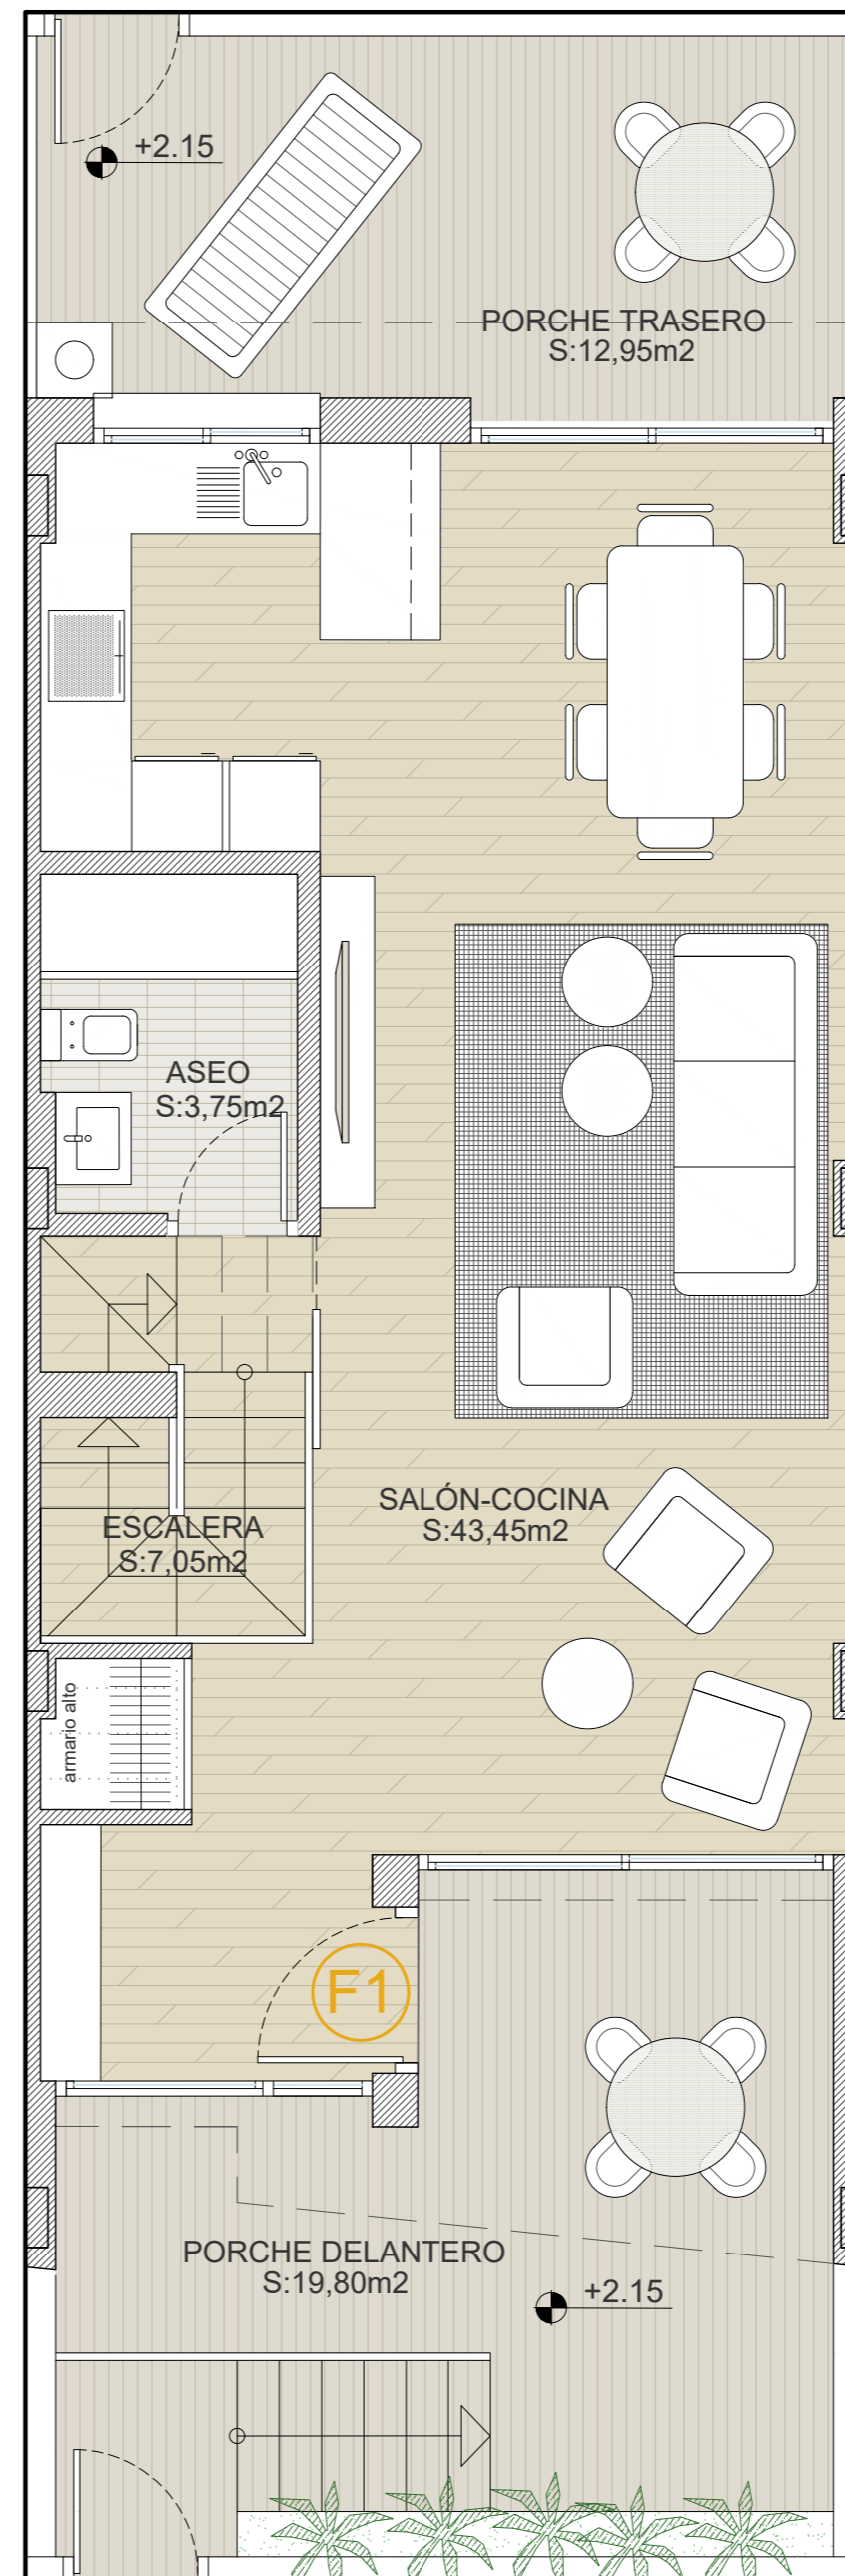 +2.15
PORCHE TRASERO
S:12,95m2
ASEO
S:3,75m2
SALÓN-COCINA
S:43,45m2
ESCALERA
S:7,05m2
armario alto
F1
PORCHE DELANTERO
S:19,80m2
+2.15